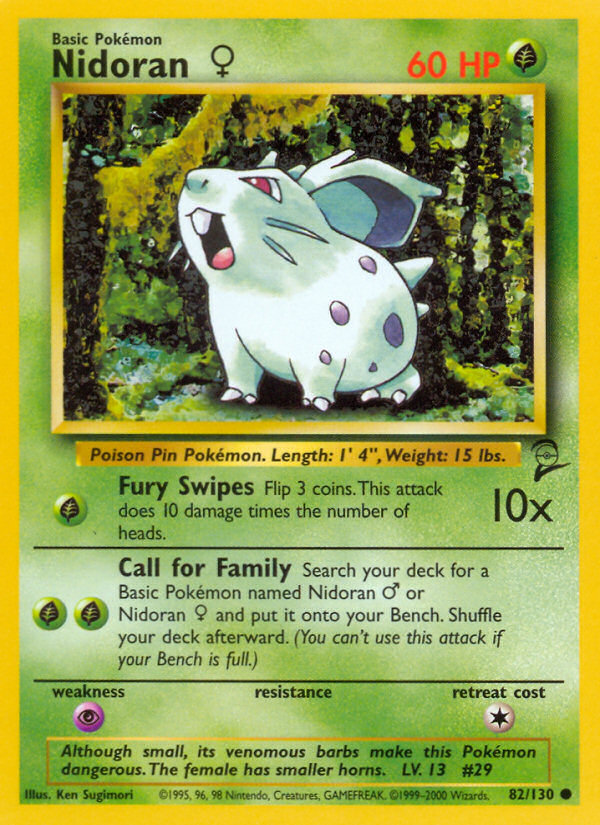 Basic Pokémon
Nidoran ♀ 60 HP
Poison Pin Pokémon. Length: 1' 4", Weight: 15 lbs.
Fury Swipes Flip 3 coins. This attack
does 10 damage times the number of
heads.
10x
Call for Family Search your deck for a
Basic Pokémon named Nidoran ♂ or
Nidoran ♀ and put it onto your Bench. Shuffle
your deck afterward. (You can't use this attack if
your Bench is full.)
weakness resistance retreat cost
Although small, its venomous barbs make this Pokémon
dangerous. The female has smaller horns. LV. 13 #29
Illus. Ken Sugimori ©1995, 96, 98 Nintendo, Creatures, GAMEFREAK. ©1999-2000 Wizards. 82/130 ●